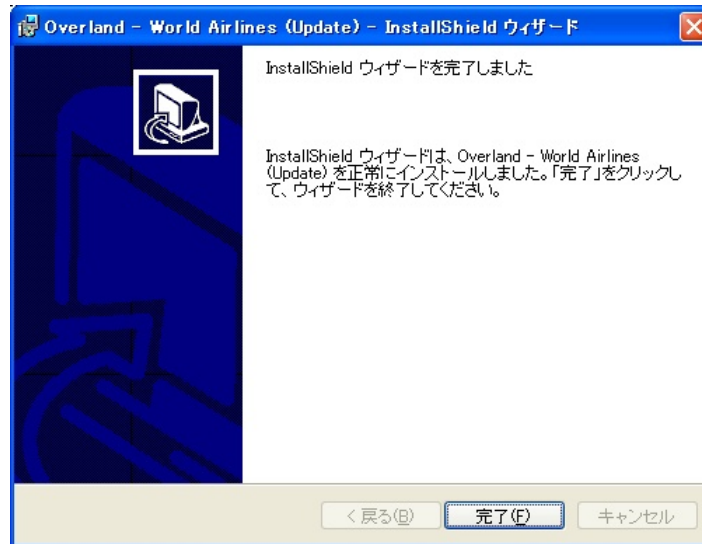 Overland - World Airlines (Update) - InstallShield ウィザード
InstallShield ウィザードを完了しました
InstallShield ウィザードは、Overland - World Airlines
(Update) を正常にインストールしました。「完了」をクリックし
て、ウィザードを終了してください。
< 戻る(B)
完了(F)
キャンセル